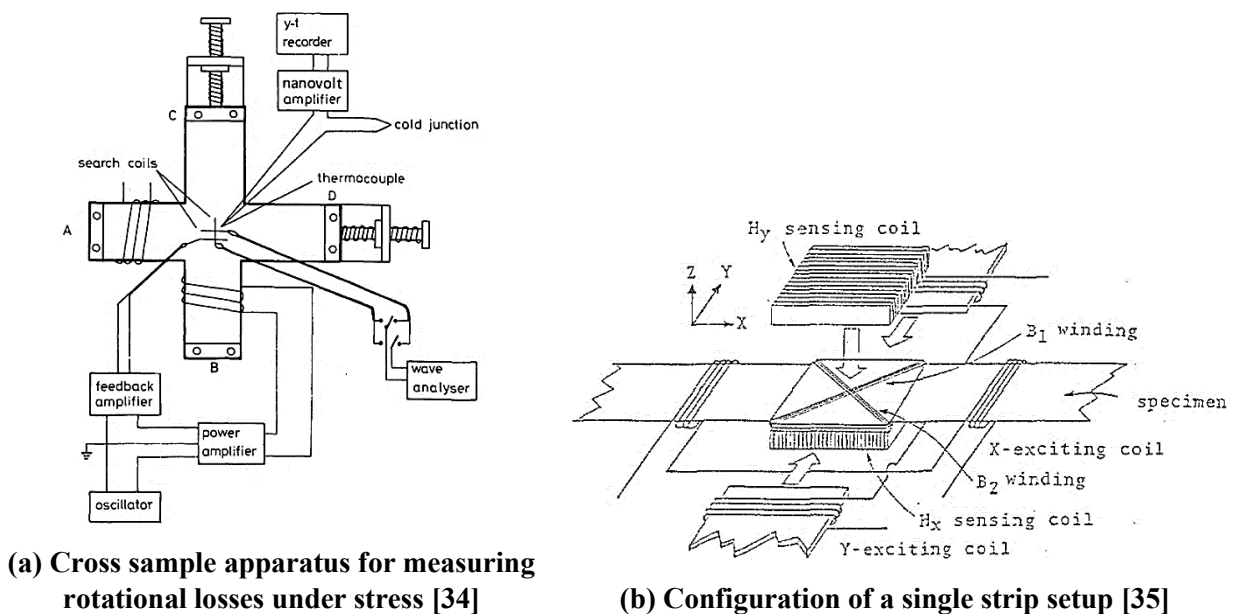 y-t
recorder
nanovolt
amplifier
cold junction
C
search coils
thermocouple
D
A
B
feedback
amplifier
power
amplifier
oscillator
wave
analyser
(a) Cross sample apparatus for measuring
rotational losses under stress [34]
Hy sensing coil
Z
Y
X
B1 winding
specimen
X-exciting coil
B2 winding
Hx sensing coil
Y-exciting coil
(b) Configuration of a single strip setup [35]